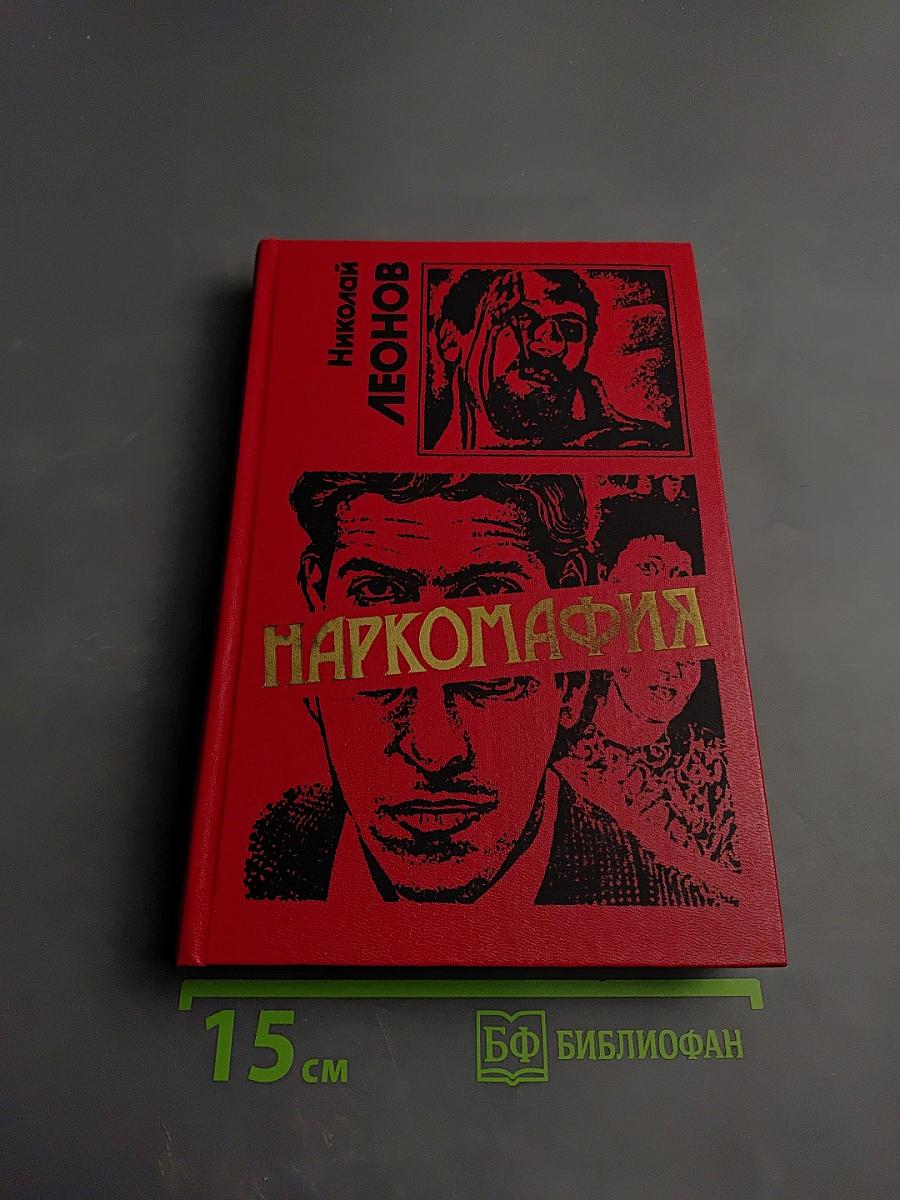 Николай
ЛЕОНОВ
НАРКОМАФИЯ
15 см
БФ БИБЛИОФАН